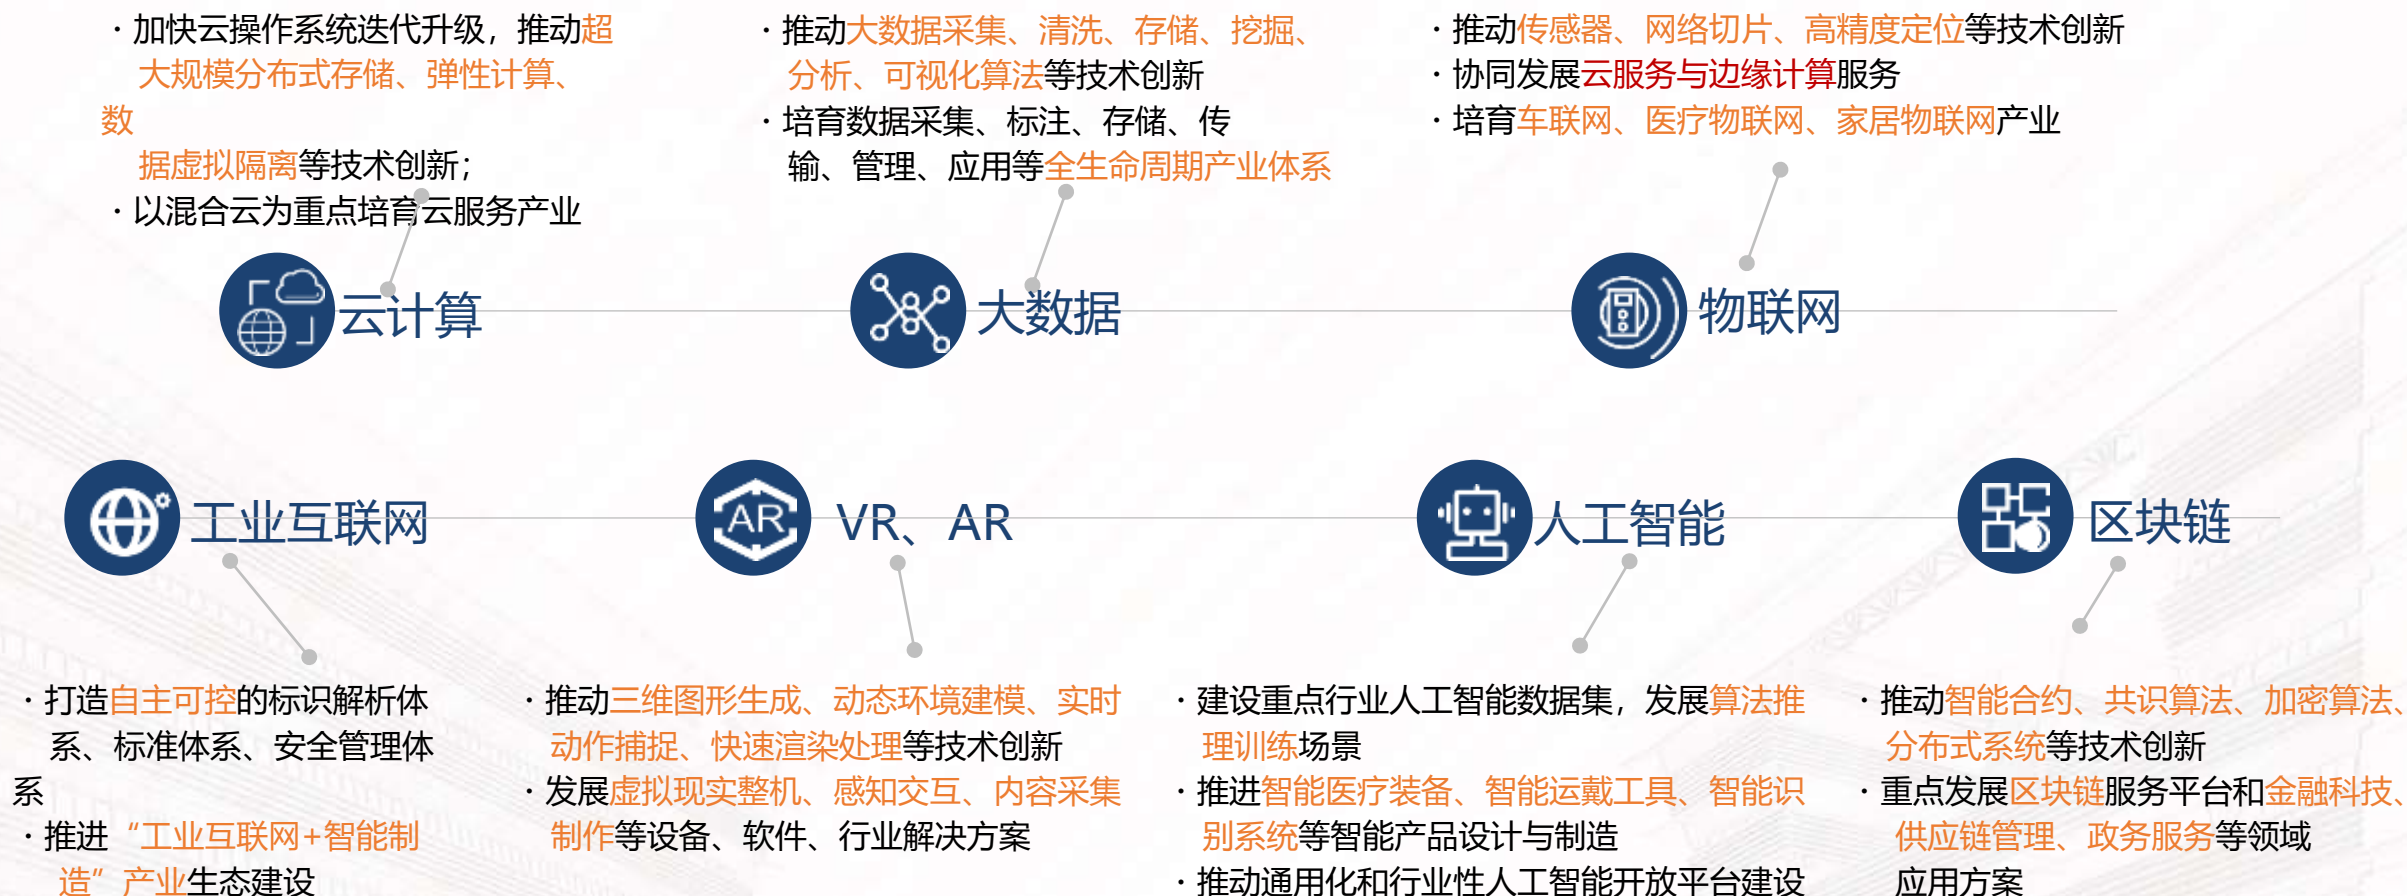 · 加快云操作系统迭代升级，推动超
大规模分布式存储、弹性计算、
数
据虚拟隔离等技术创新；
· 以混合云为重点培育云服务产业
云计算
· 推动大数据采集、清洗、存储、挖掘、
分析、可视化算法等技术创新
· 培育数据采集、标注、存储、传
输、管理、应用等全生命周期产业体系
大数据
· 推动传感器、网络切片、高精度定位等技术创新
· 协同发展云服务与边缘计算服务
· 培育车联网、医疗物联网、家居物联网产业
物联网
工业互联网
· 打造自主可控的标识解析体
系、标准体系、安全管理体
系
· 推进“工业互联网+智能制
造”产业生态建设
AR
VR、AR
· 推动三维图形生成、动态环境建模、实时
动作捕捉、快速渲染处理等技术创新
· 发展虚拟现实整机、感知交互、内容采集
制作等设备、软件、行业解决方案
人工智能
· 建设重点行业人工智能数据集，发展算法推
理训练场景
· 推进智能医疗装备、智能运戴工具、智能识
别系统等智能产品设计与制造
· 推动通用化和行业性人工智能开放平台建设
区块链
· 推动智能合约、共识算法、加密算法、
分布式系统等技术创新
· 重点发展区块链服务平台和金融科技、
供应链管理、政务服务等领域
应用方案